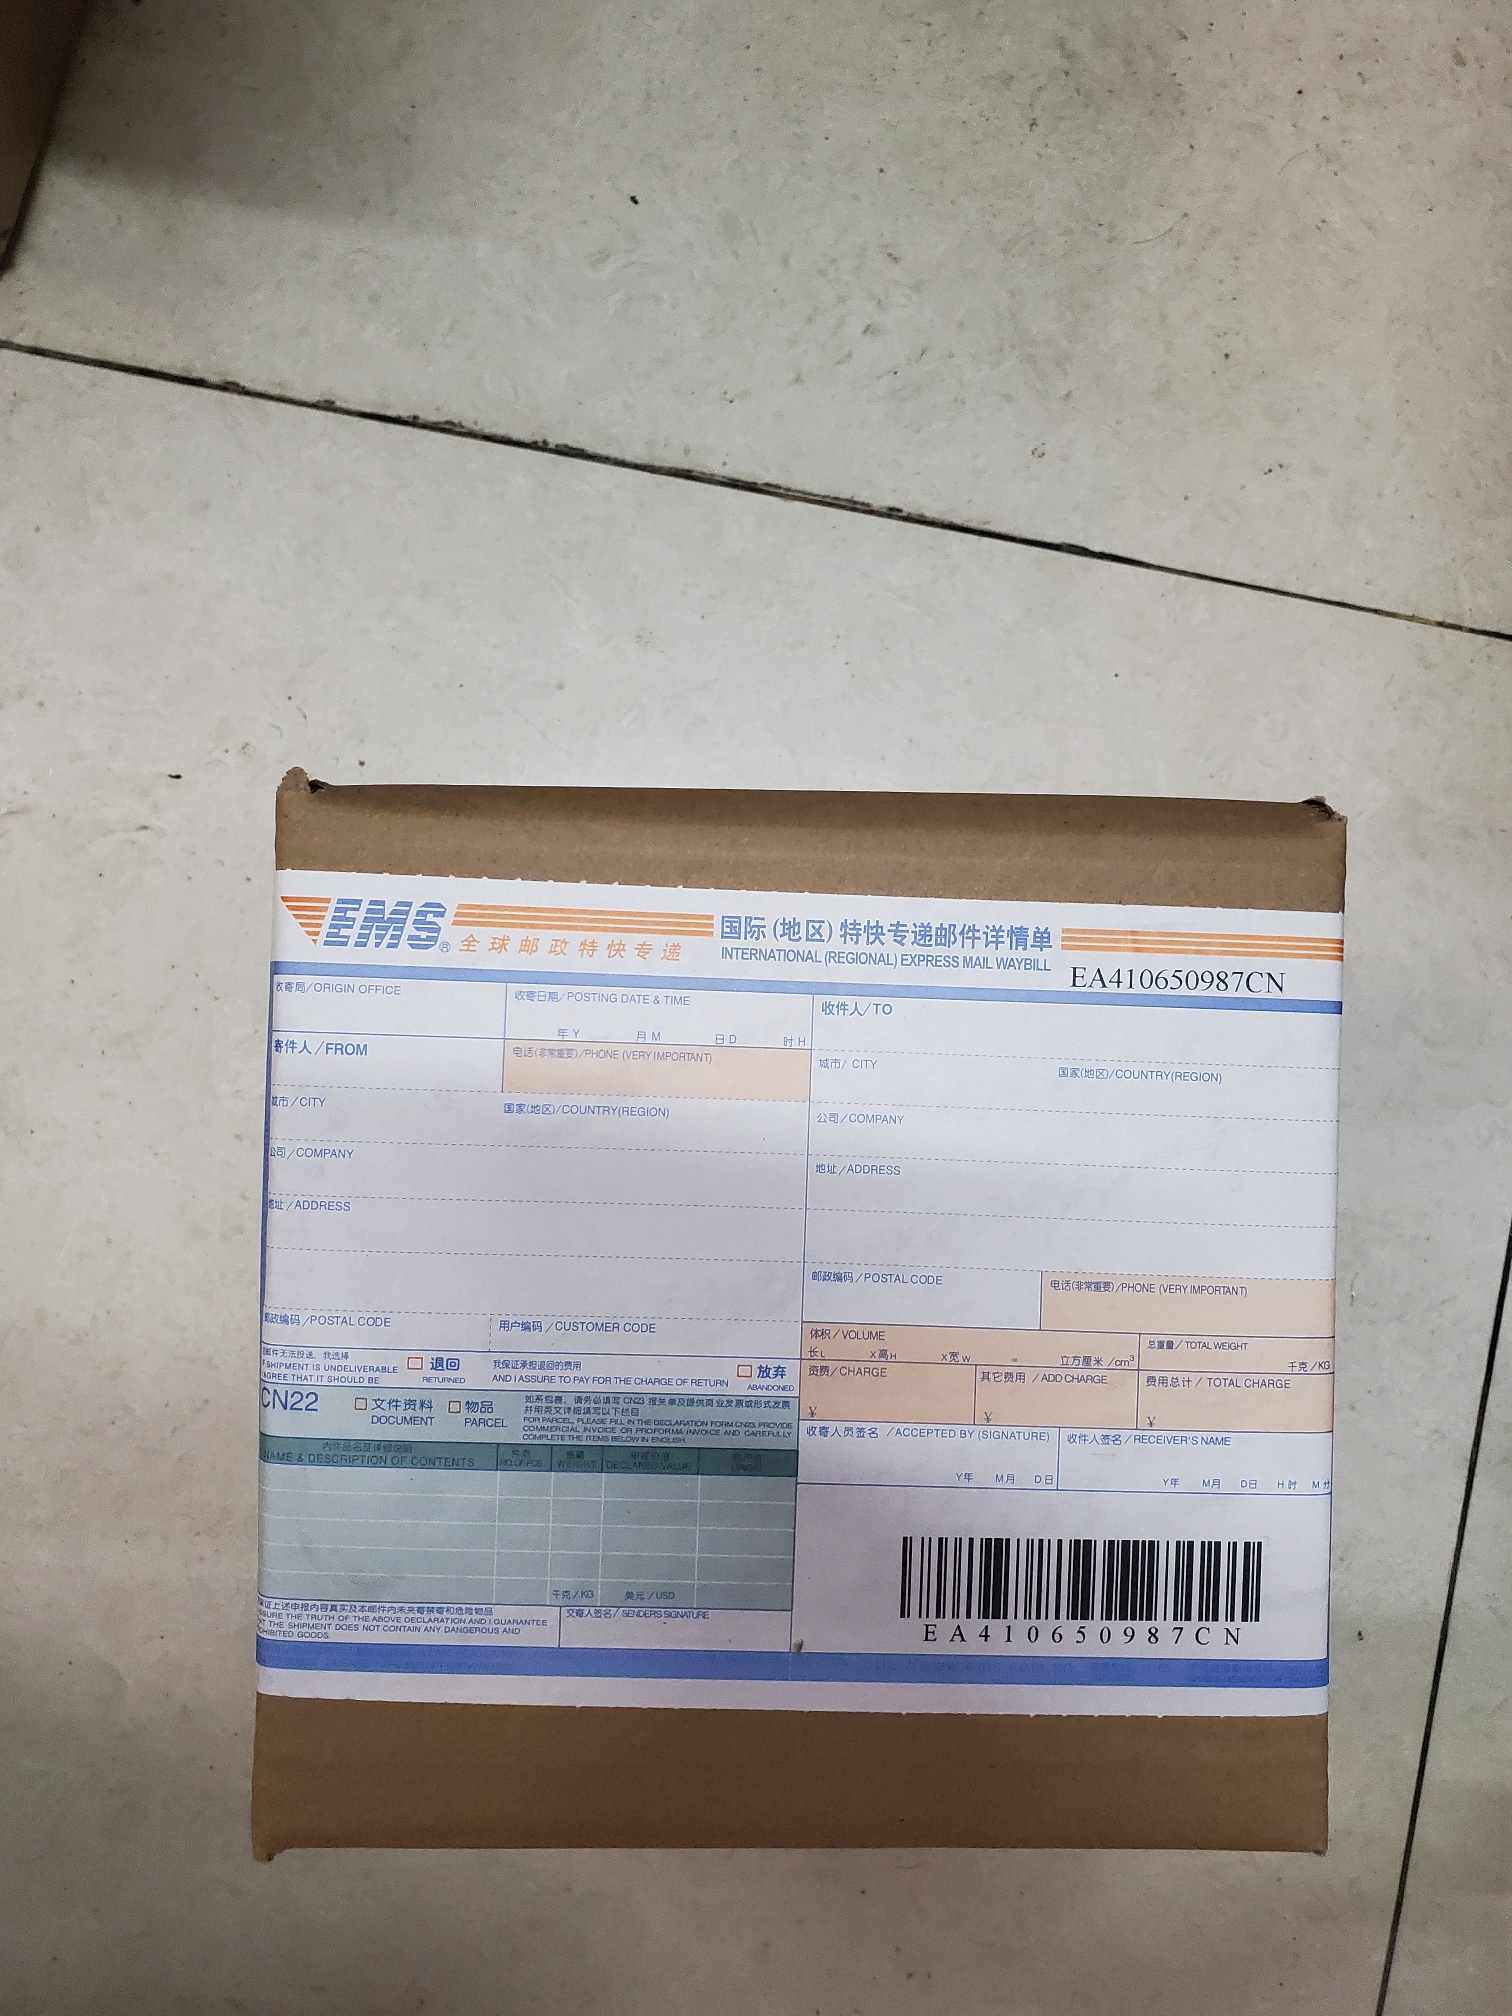 EMS® 全球邮政特快专递
国际(地区)特快专递邮件详情单
INTERNATIONAL (REGIONAL) EXPRESS MAIL WAYBILL
EA410650987CN
收寄局/ORIGIN OFFICE
收寄日期/POSTING DATE & TIME
年Y 月M 日D 时H
寄件人/FROM
电话(非常重要)/PHONE (VERY IMPORTANT)
城市/CITY
国家(地区)/COUNTRY(REGION)
公司/COMPANY
地址/ADDRESS
邮政编码/POSTAL CODE
用户编码/CUSTOMER CODE
邮件无法投递，我选择
F SHIPMENT IS UNDELIVERABLE
AGREE THAT IT SHOULD BE
退回
RETURNED
我保证承担退回的费用
AND I ASSURE TO PAY FOR THE CHARGE OF RETURN
放弃
ABANDONED
CN22
文件资料
DOCUMENT
物品
PARCEL
如系包裹，请务必填写CN23报关单及提供商业发票或形式发票
并用英文详细填写以下栏目
FOR PARCEL, PLEASE FILL IN THE DECLARATION FORM CN23, PROVIDE
COMMERCIAL INVOICE OR PROFORMA INVOICE AND CAREFULLY
COMPLETE THE ITEMS BELOW IN ENGLISH.
内件品名及详细说明
NAME & DESCRIPTION OF CONTENTS
件数
NO. OF PCS
重量
WEIGHT
申报价值
DECLARED VALUE
原产国
ORIGIN
千克/KG
美元/USD
证上述申报内容真实及本邮件内未夹寄禁寄和危险物品
SSURE THE TRUTH OF THE ABOVE DECLARATION AND I GUARANTEE
AT THE SHIPMENT DOES NOT CONTAIN ANY DANGEROUS AND
OHIBITED GOODS.
交寄人签名/SENDER'S SIGNATURE
收件人/TO
城市/CITY
国家(地区)/COUNTRY(REGION)
公司/COMPANY
地址/ADDRESS
邮政编码/POSTAL CODE
电话(非常重要)/PHONE (VERY IMPORTANT)
体积/VOLUME
长L X高H X宽W = 立方厘米/cm³
总重量/TOTAL WEIGHT
千克/KG
资费/CHARGE
¥
其它费用/ADD CHARGE
¥
费用总计/TOTAL CHARGE
¥
收寄人员签名/ACCEPTED BY (SIGNATURE)
Y年 M月 D日
收件人签名/RECEIVER'S NAME
Y年 M月 D日 H时 M分
EA410650987CN